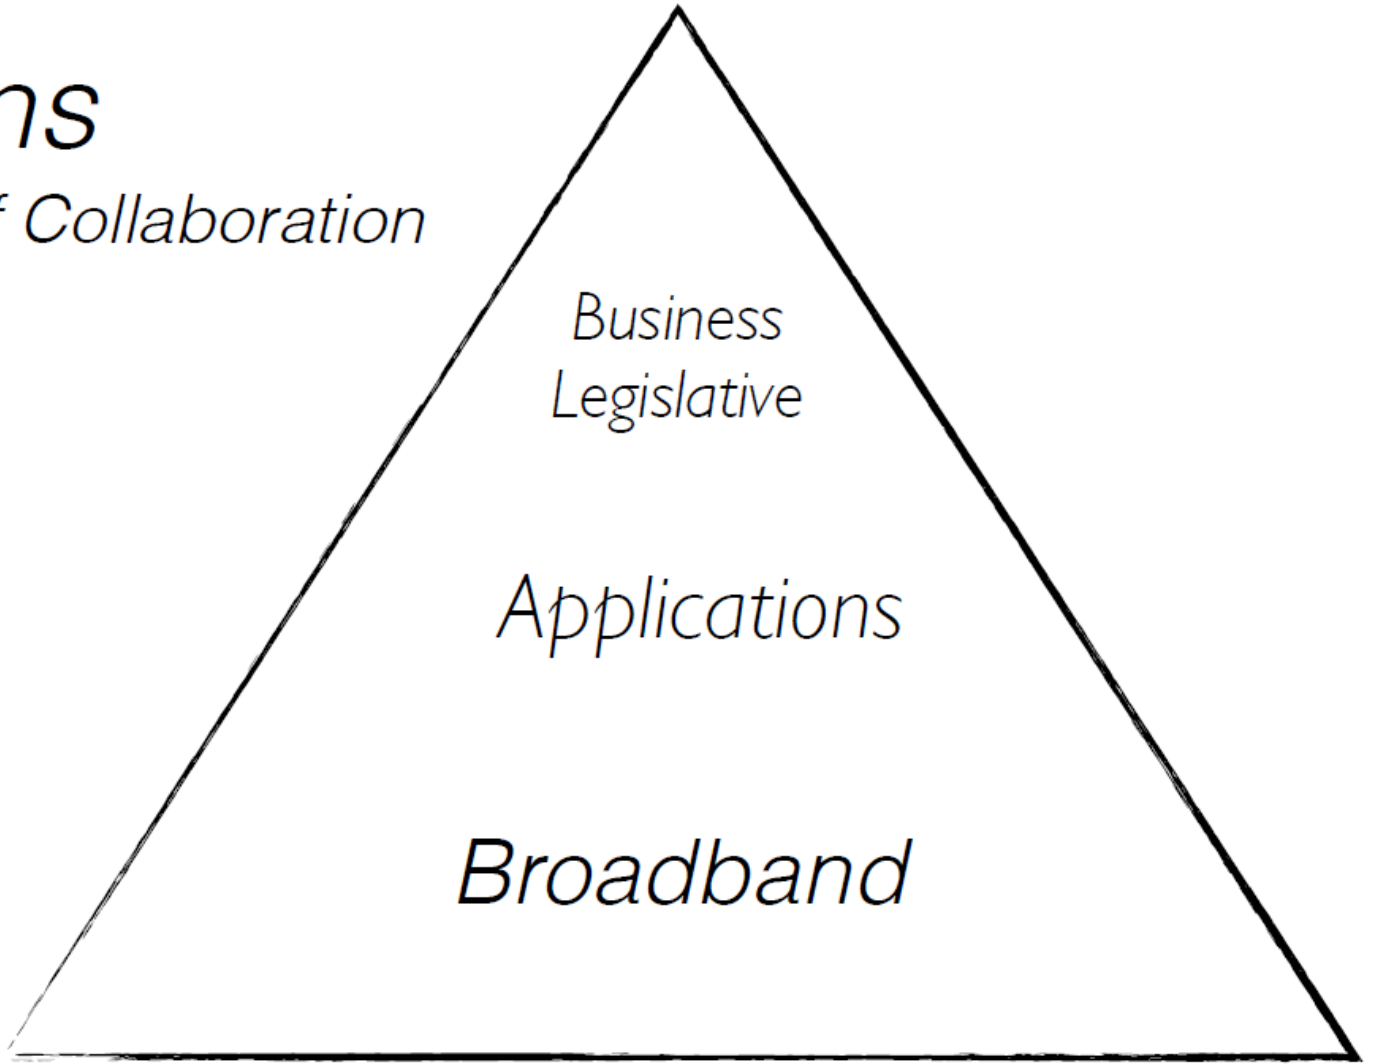 ns
f Collaboration
Business
Legislative
Applications
Broadband